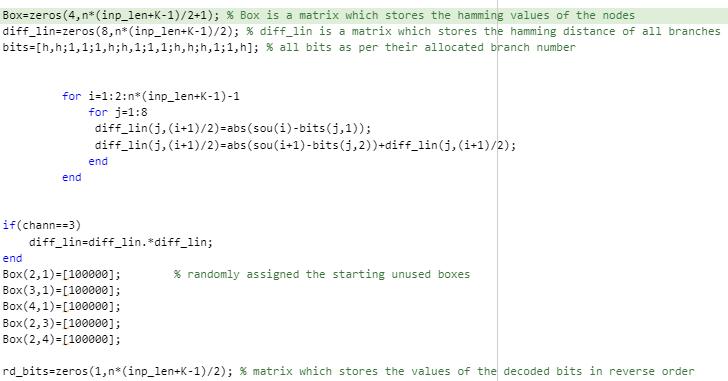 Box=zeros(4,n*(inp_len+K-1)/2+1); % Box is a matrix which stores the hamming values of the nodes
diff_lin=zeros(8,n*(inp_len+K-1)/2); % diff_lin is a matrix which stores the hamming distance of all branches
bits=[h,h;1,1;1,h;h,1;1,1;h,h;h,1;1,h]; % all bits as per their allocated branch number
for i=1:2:n*(inp_len+K-1)-1
for j=1:8
diff_lin(j,(i+1)/2)=abs(sou(i)-bits(j,1));
diff_lin(j,(i+1)/2)=abs(sou(i+1)-bits(j,2))+diff_lin(j,(i+1)/2);
end
end
if(chann==3)
diff_lin=diff_lin.*diff_lin;
end
Box(2,1)=[100000]; % randomly assigned the starting unused boxes
Box(3,1)=[100000];
Box(4,1)=[100000];
Box(2,3)=[100000];
Box(2,4)=[100000];
rd_bits=zeros(1,n*(inp_len+K-1)/2); % matrix which stores the values of the decoded bits in reverse order